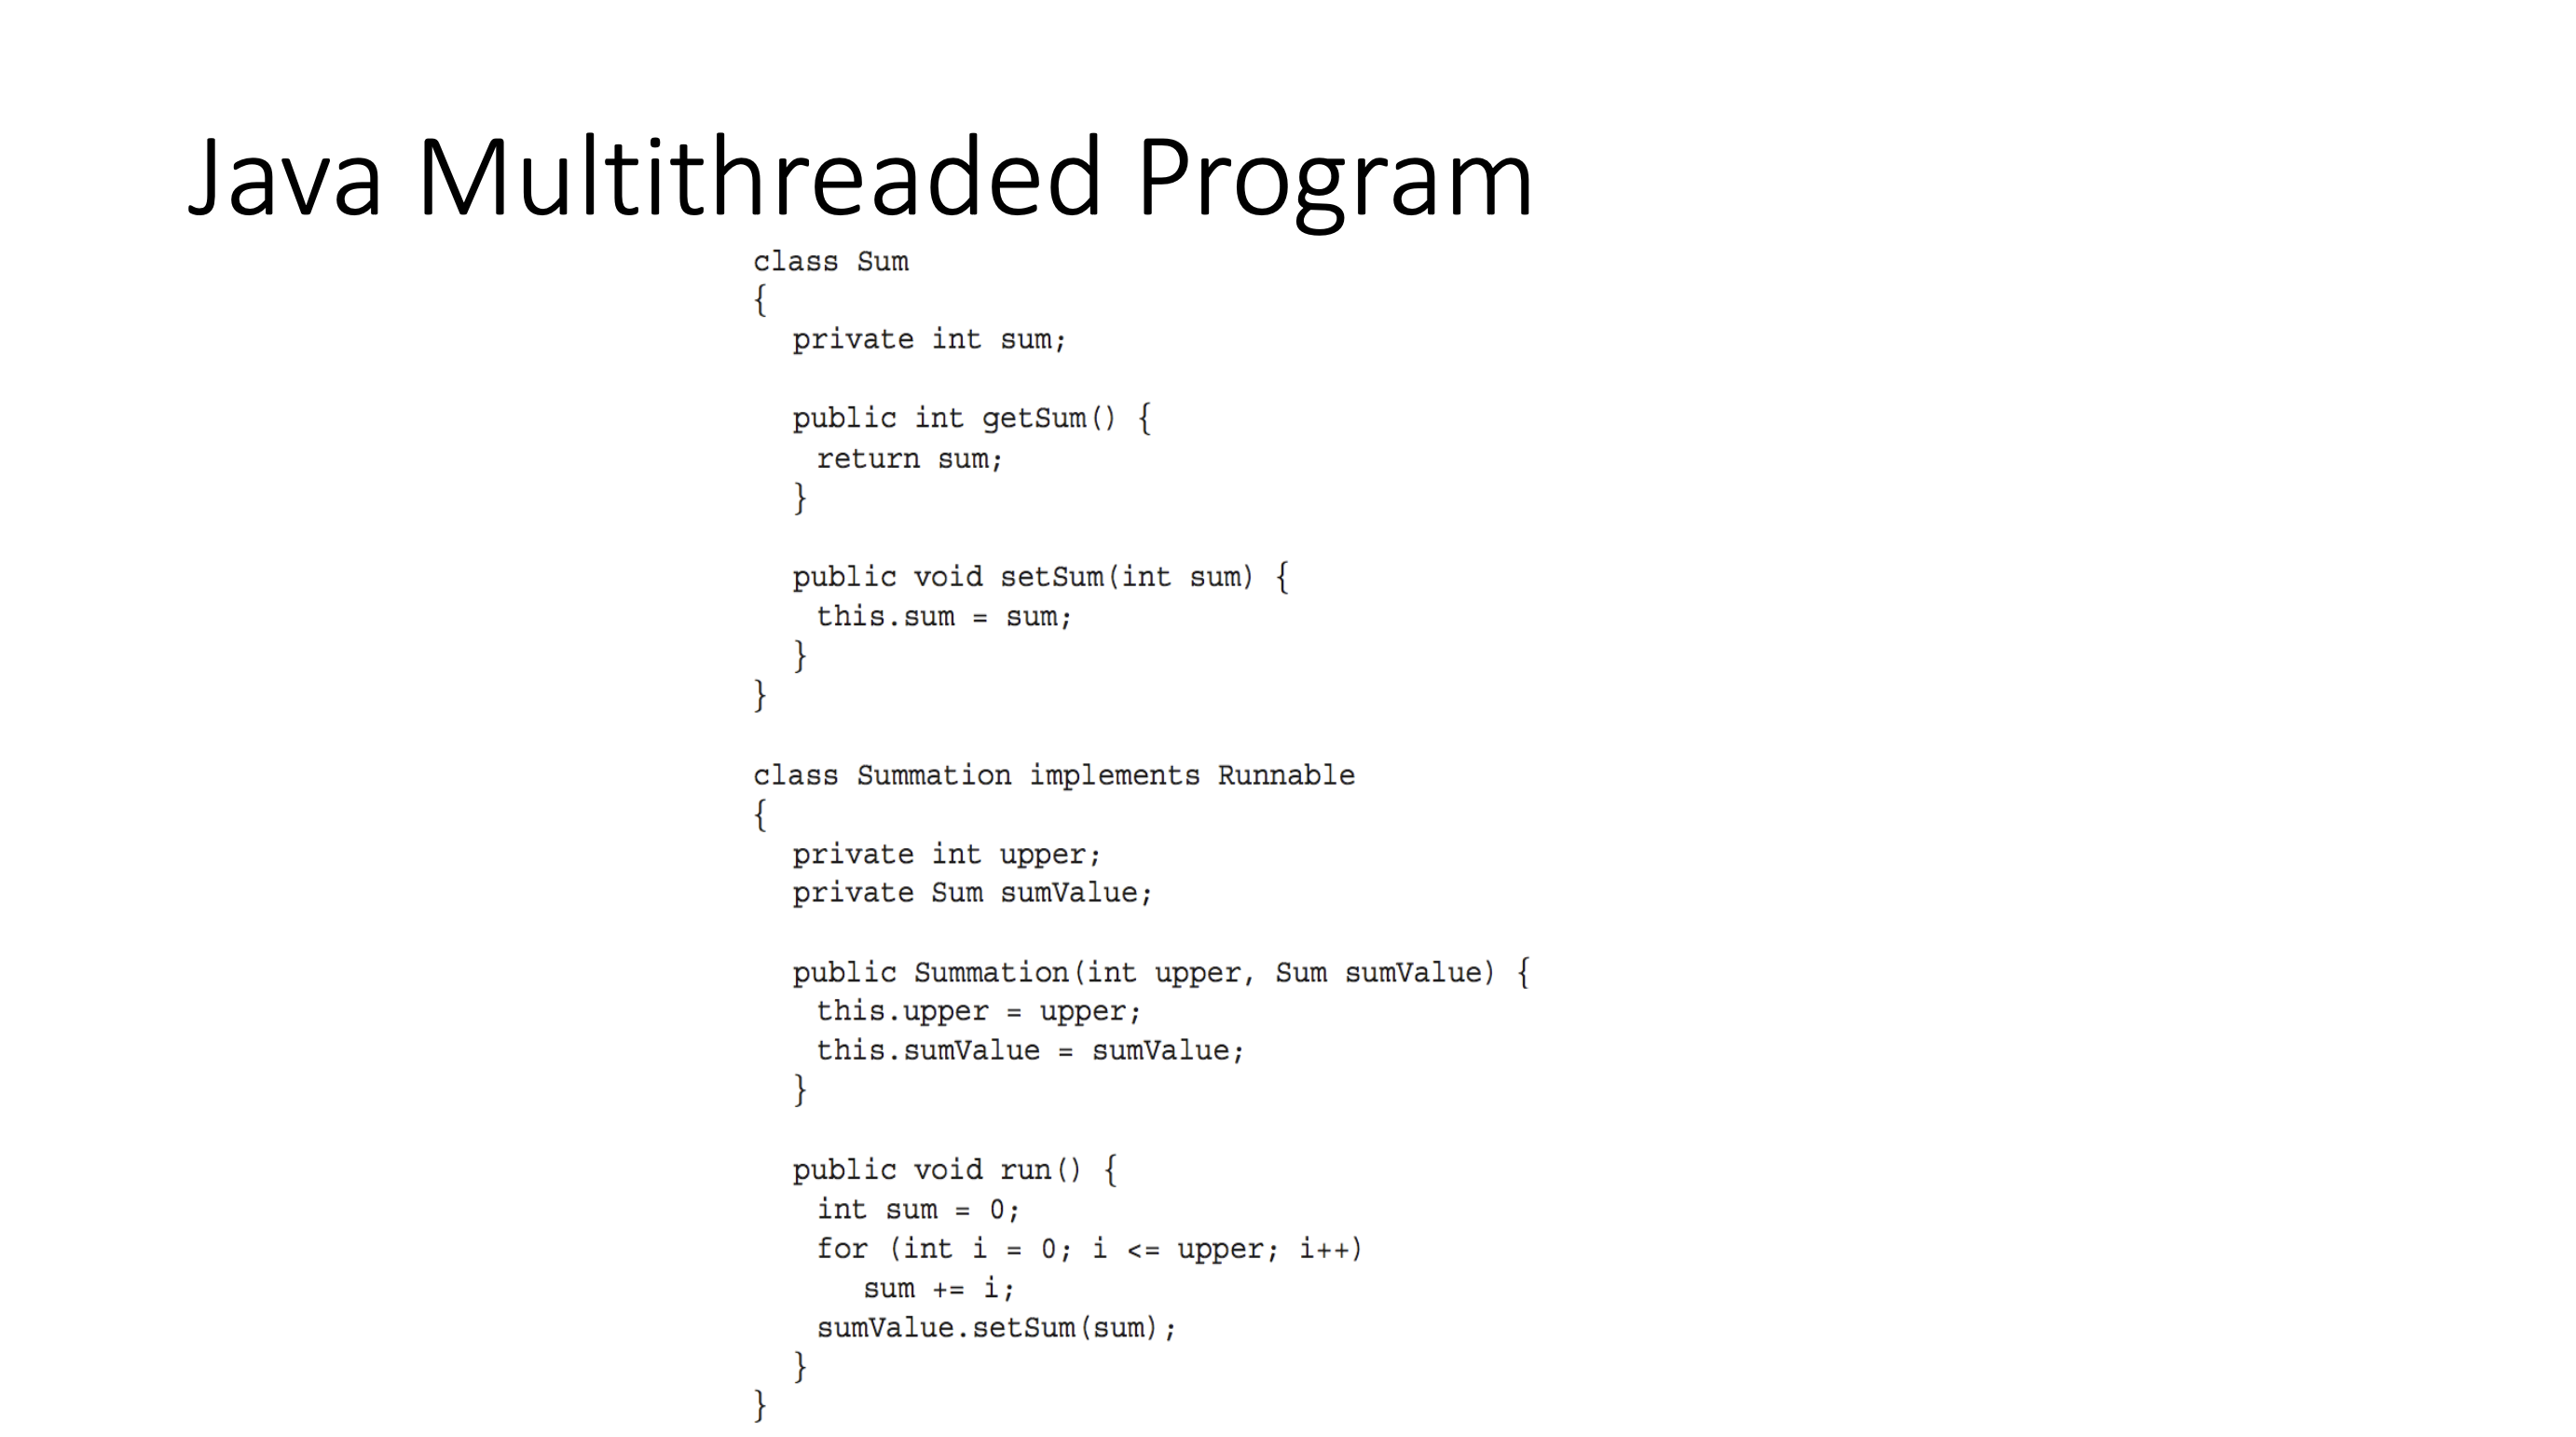 Java Multithreaded Program
class Sum
{
private int sum;
public int getSum() {
return sum;
}
public void setSum(int sum) {
this.sum = sum;
}
}
class Summation implements Runnable
{
private int upper;
private Sum sumValue;
public Summation(int upper, Sum sumValue) {
this.upper = upper;
this.sumValue = sumValue;
}
public void run() {
int sum = 0;
for (int i = 0; i <= upper; i++)
sum += i;
sumValue.setSum(sum);
}
}